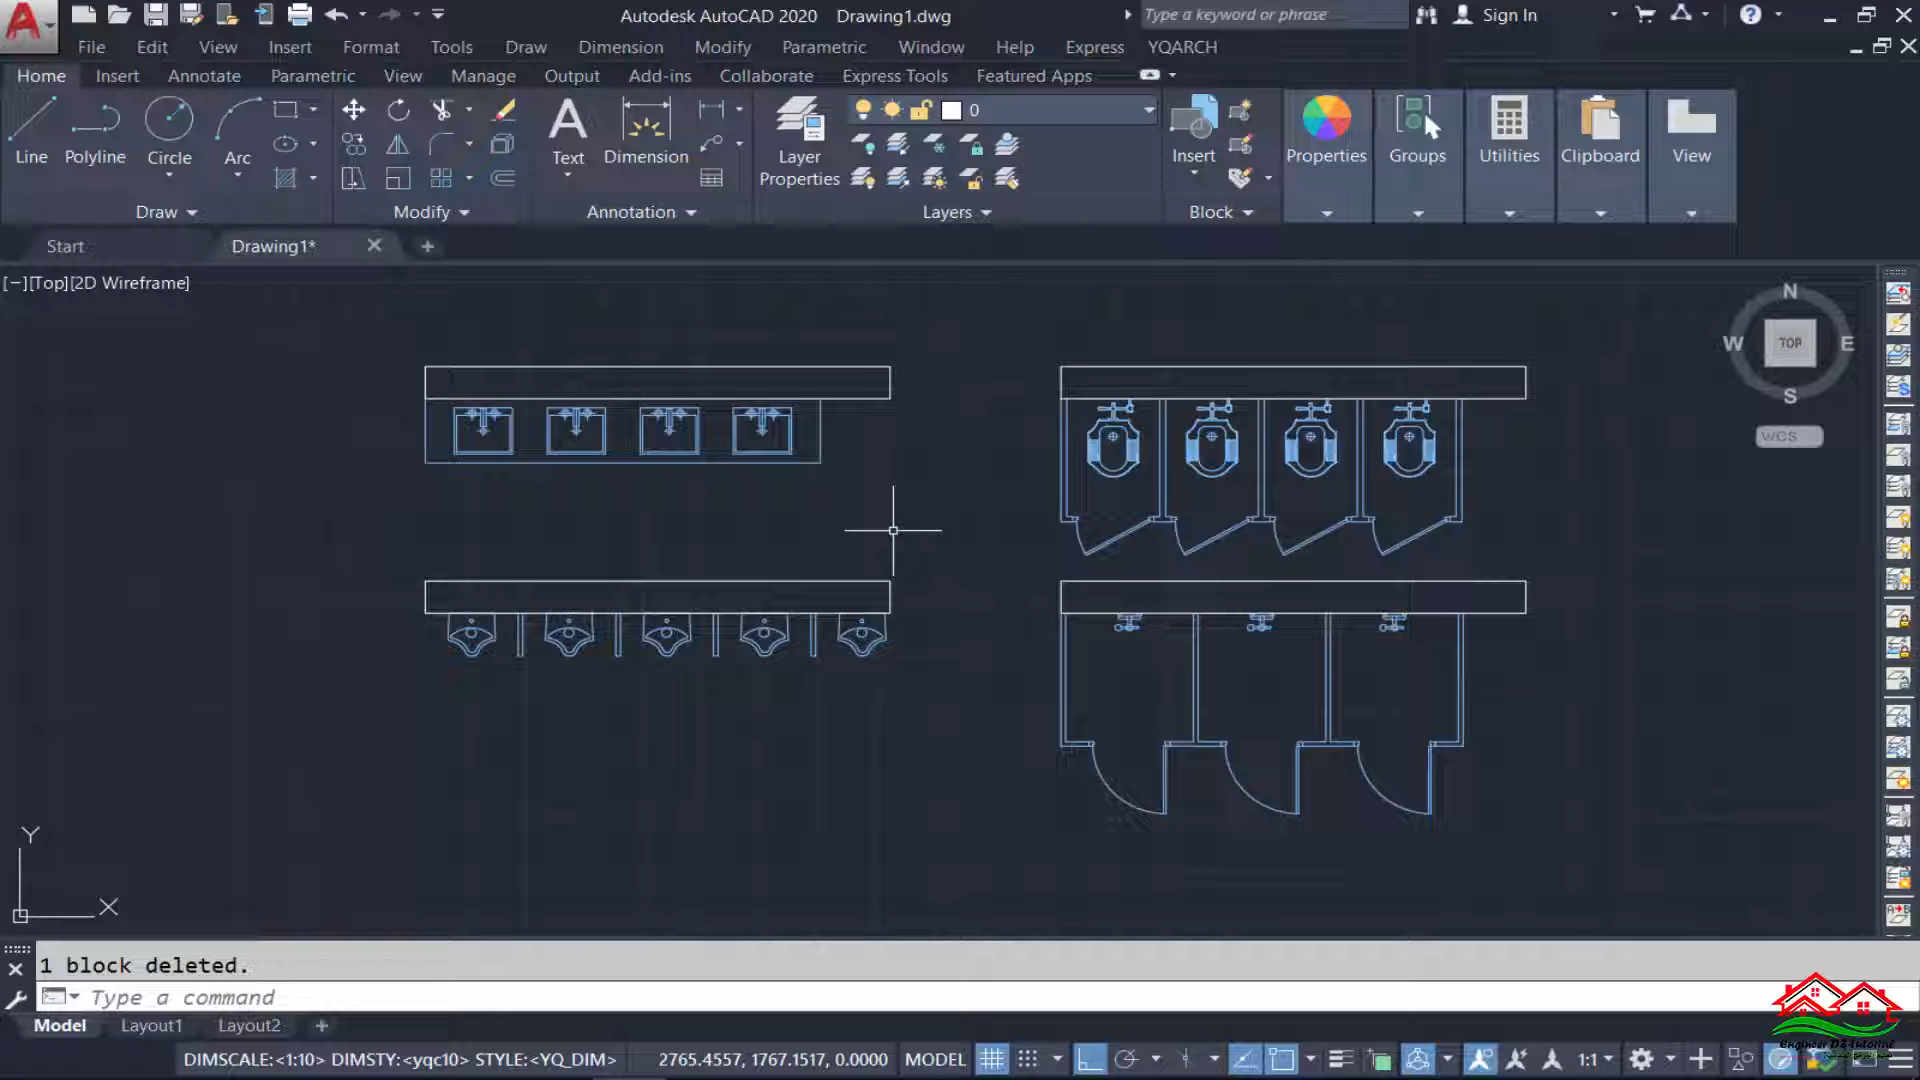 Autodesk AutoCAD 2020 Drawing1.dwg
Type a keyword or phrase
Sign In
File Edit View Insert Format Tools Draw Dimension Modify Parametric Window Help Express YQARCH
Home Insert Annotate Parametric View Manage Output Add-ins Collaborate Express Tools Featured Apps
0
Line Polyline Circle Arc Text Dimension Layer Properties Insert Properties Groups Utilities Clipboard View
Draw Modify Annotation Layers Block
Start Drawing1*
[−][Top][2D Wireframe]
N
W TOP E
S
WCS
Y
X
1 block deleted.
Type a command
Model Layout1 Layout2
DIMSCALE:<1:10> DIMSTY:<yqc10> STYLE:<YQ_DIM> 2765.4557, 1767.1517, 0.0000 MODEL 1:1